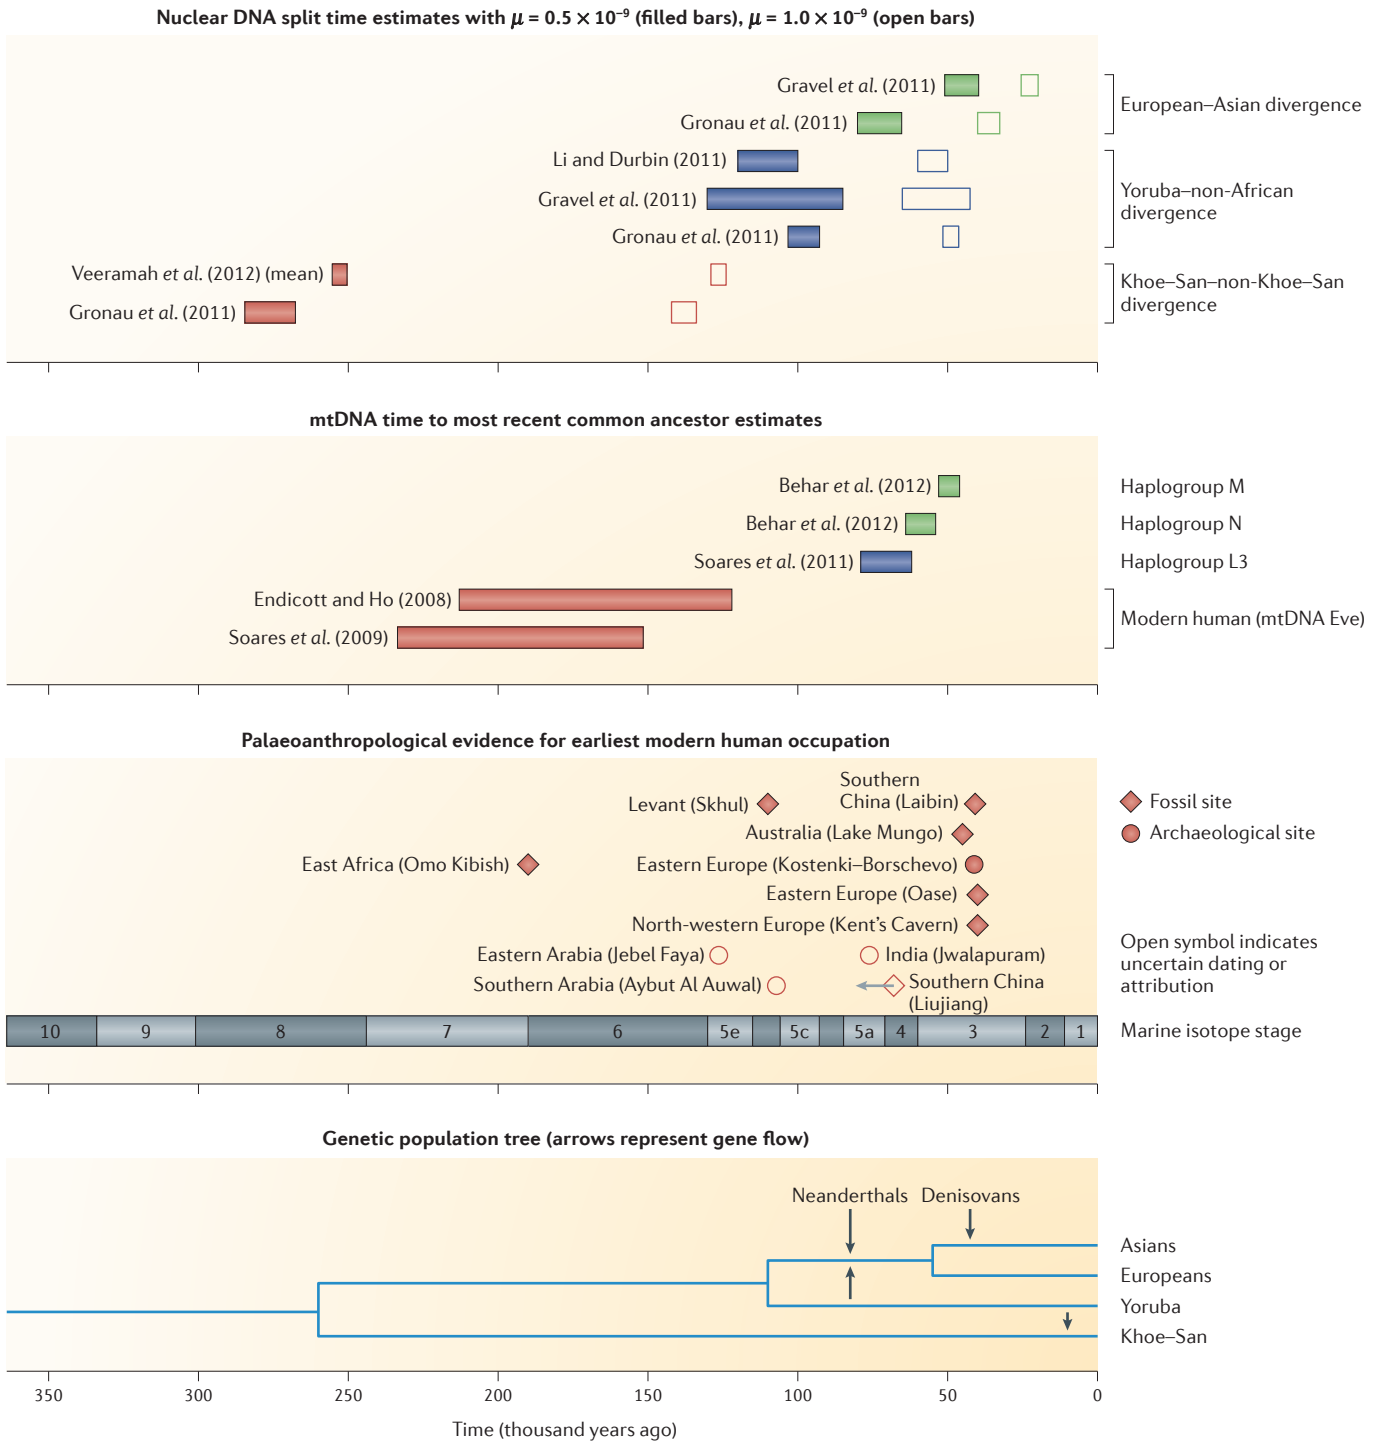 Nuclear DNA split time estimates with μ = 0.5 × 10⁻⁹ (filled bars), μ = 1.0 × 10⁻⁹ (open bars)
Gravel et al. (2011)
Gronau et al. (2011)
European–Asian divergence
Li and Durbin (2011)
Gravel et al. (2011)
Gronau et al. (2011)
Yoruba–non-African
divergence
Veeramah et al. (2012) (mean)
Gronau et al. (2011)
Khoe–San–non-Khoe–San
divergence
mtDNA time to most recent common ancestor estimates
Behar et al. (2012)
Haplogroup M
Behar et al. (2012)
Haplogroup N
Soares et al. (2011)
Haplogroup L3
Endicott and Ho (2008)
Soares et al. (2009)
Modern human (mtDNA Eve)
Palaeoanthropological evidence for earliest modern human occupation
Levant (Skhul)
Southern
China (Laibin)
Australia (Lake Mungo)
East Africa (Omo Kibish)
Eastern Europe (Kostenki–Borschevo)
Eastern Europe (Oase)
North-western Europe (Kent's Cavern)
Eastern Arabia (Jebel Faya)
India (Jwalapuram)
Southern Arabia (Aybut Al Auwal)
Southern China
(Liujiang)
Fossil site
Archaeological site
Open symbol indicates
uncertain dating or
attribution
10 9 8 7 6 5e 5c 5a 4 3 2 1
Marine isotope stage
Genetic population tree (arrows represent gene flow)
Neanderthals Denisovans
Asians
Europeans
Yoruba
Khoe–San
350 300 250 200 150 100 50 0
Time (thousand years ago)